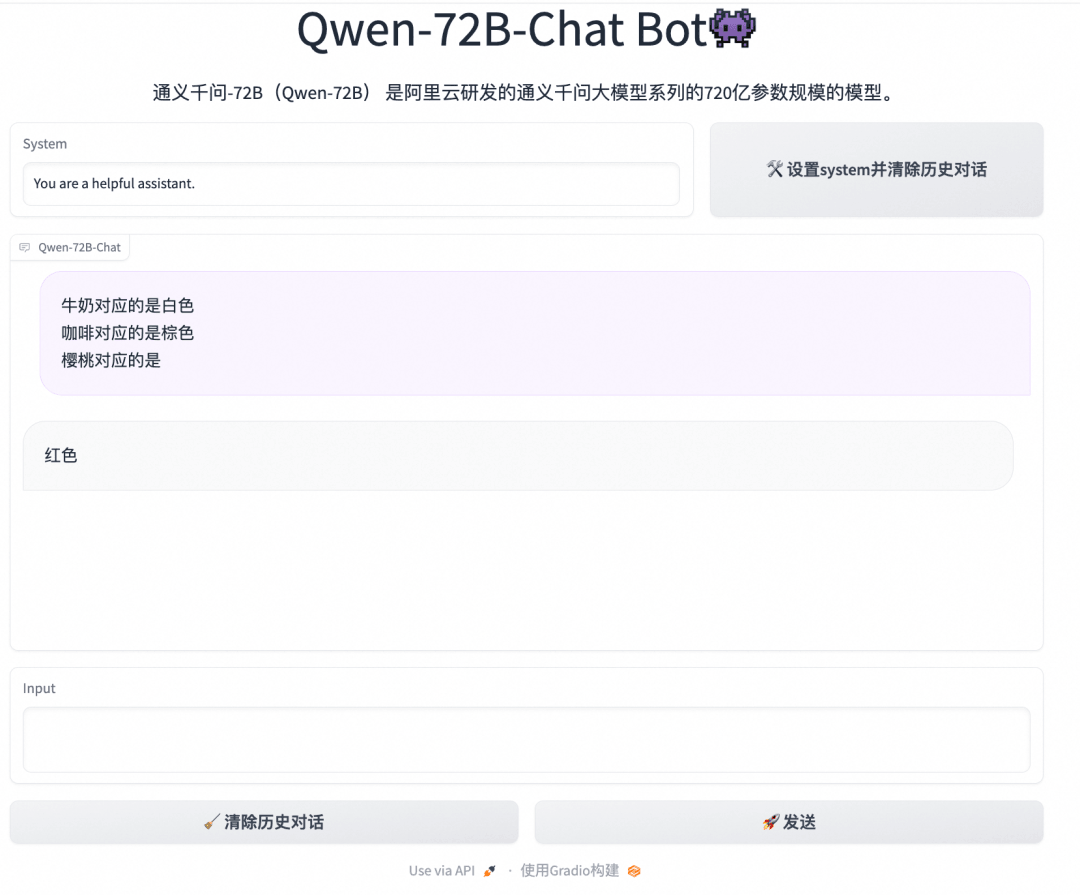 Qwen-72B-Chat Bot👾
通义千问-72B（Qwen-72B） 是阿里云研发的通义千问大模型系列的720亿参数规模的模型。
System
You are a helpful assistant.
🛠️ 设置system并清除历史对话
Qwen-72B-Chat
牛奶对应的是白色
咖啡对应的是棕色
樱桃对应的是
红色
Input
🧹 清除历史对话
🚀 发送
Use via API 🚀 · 使用Gradio构建